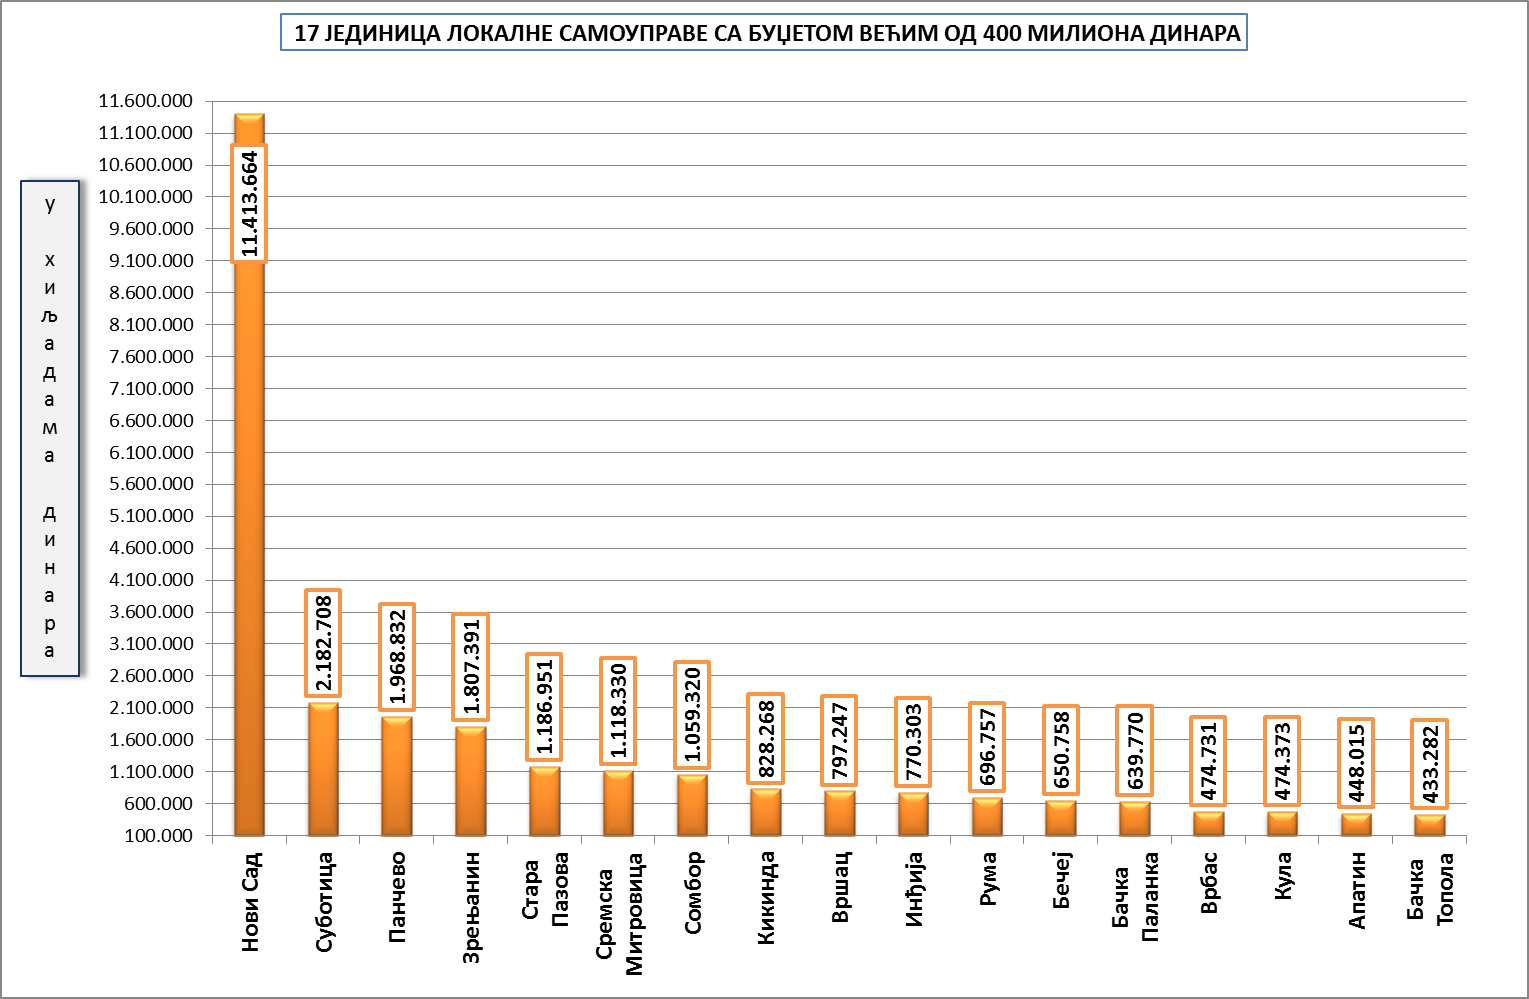 17 ЈЕДИНИЦА ЛОКАЛНЕ САМОУПРАВЕ СА БУЏЕТОМ ВЕЋИМ ОД 400 МИЛИОНА ДИНАРА
у хиљадама динара
11.600.000
11.100.000
10.600.000
10.100.000
9.600.000
9.100.000
8.600.000
8.100.000
7.600.000
7.100.000
6.600.000
6.100.000
5.600.000
5.100.000
4.600.000
4.100.000
3.600.000
3.100.000
2.600.000
2.100.000
1.600.000
1.100.000
600.000
100.000
11.413.664
2.182.708
1.968.832
1.807.391
1.186.951
1.118.330
1.059.320
828.268
797.247
770.303
696.757
650.758
639.770
474.731
474.373
448.015
433.282
Нови Сад
Суботица
Панчево
Зрењанин
Стара
Пазова
Сремска
Митровица
Сомбор
Кикинда
Вршац
Инђија
Рума
Бечеј
Бачка
Паланка
Врбас
Кула
Апатин
Бачка
Топола